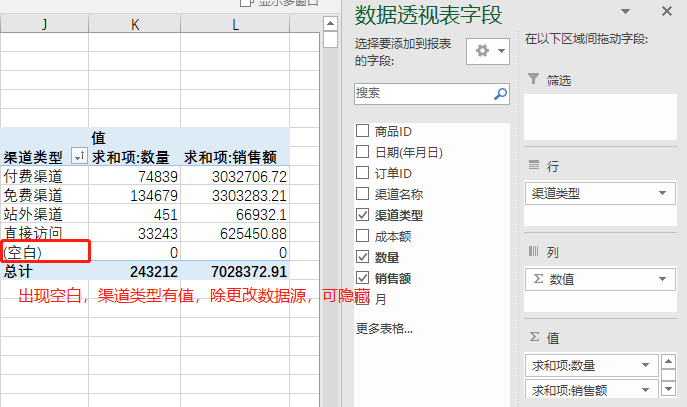 显示多窗口
J K L
值
渠道类型 求和项:数量 求和项:销售额
付费渠道 74839 3032706.72
免费渠道 134679 3303283.21
站外渠道 451 66932.1
直接访问 33243 625450.88
(空白) 0 0
总计 243212 7028372.91
出现空白，渠道类型有值，除更改数据源，可隐藏
数据透视表字段
选择要添加到报表
的字段:
搜索
商品ID
日期(年月日)
订单ID
渠道名称
渠道类型
成本额
数量
销售额
月
更多表格...
在以下区域间拖动字段:
筛选
行
渠道类型
列
Σ 数值
Σ 值
求和项:数量
求和项:销售额